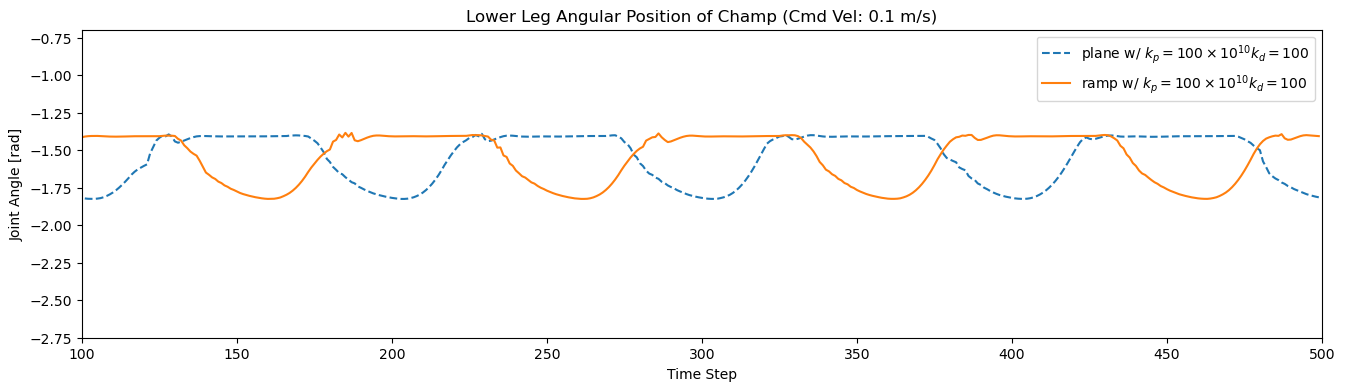 Lower Leg Angular Position of Champ (Cmd Vel: 0.1 m/s)
plane w/ $k_p = 100 \times 10^{10} k_d = 100$
ramp w/ $k_p = 100 \times 10^{10} k_d = 100$
Joint Angle [rad]
−0.75
−1.00
−1.25
−1.50
−1.75
−2.00
−2.25
−2.50
−2.75
100 150 200 250 300 350 400 450 500
Time Step